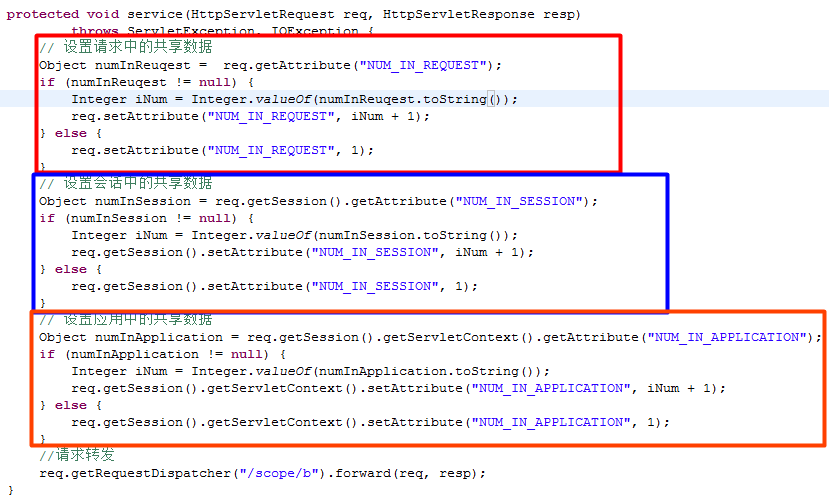 protected void service(HttpServletRequest req, HttpServletResponse resp)
throws ServletException, IOException {
// 设置请求中的共享数据
Object numInReuqest =  req.getAttribute("NUM_IN_REQUEST");
if (numInReuqest != null) {
Integer iNum = Integer.valueOf(numInReuqest.toString());
req.setAttribute("NUM_IN_REQUEST", iNum + 1);
} else {
req.setAttribute("NUM_IN_REQUEST", 1);
}
// 设置会话中的共享数据
Object numInSession = req.getSession().getAttribute("NUM_IN_SESSION");
if (numInSession != null) {
Integer iNum = Integer.valueOf(numInSession.toString());
req.getSession().setAttribute("NUM_IN_SESSION", iNum + 1);
} else {
req.getSession().setAttribute("NUM_IN_SESSION", 1);
}
// 设置应用中的共享数据
Object numInApplication = req.getSession().getServletContext().getAttribute("NUM_IN_APPLICATION");
if (numInApplication != null) {
Integer iNum = Integer.valueOf(numInApplication.toString());
req.getSession().getServletContext().setAttribute("NUM_IN_APPLICATION", iNum + 1);
} else {
req.getSession().getServletContext().setAttribute("NUM_IN_APPLICATION", 1);
}
//请求转发
req.getRequestDispatcher("/scope/b").forward(req, resp);
}